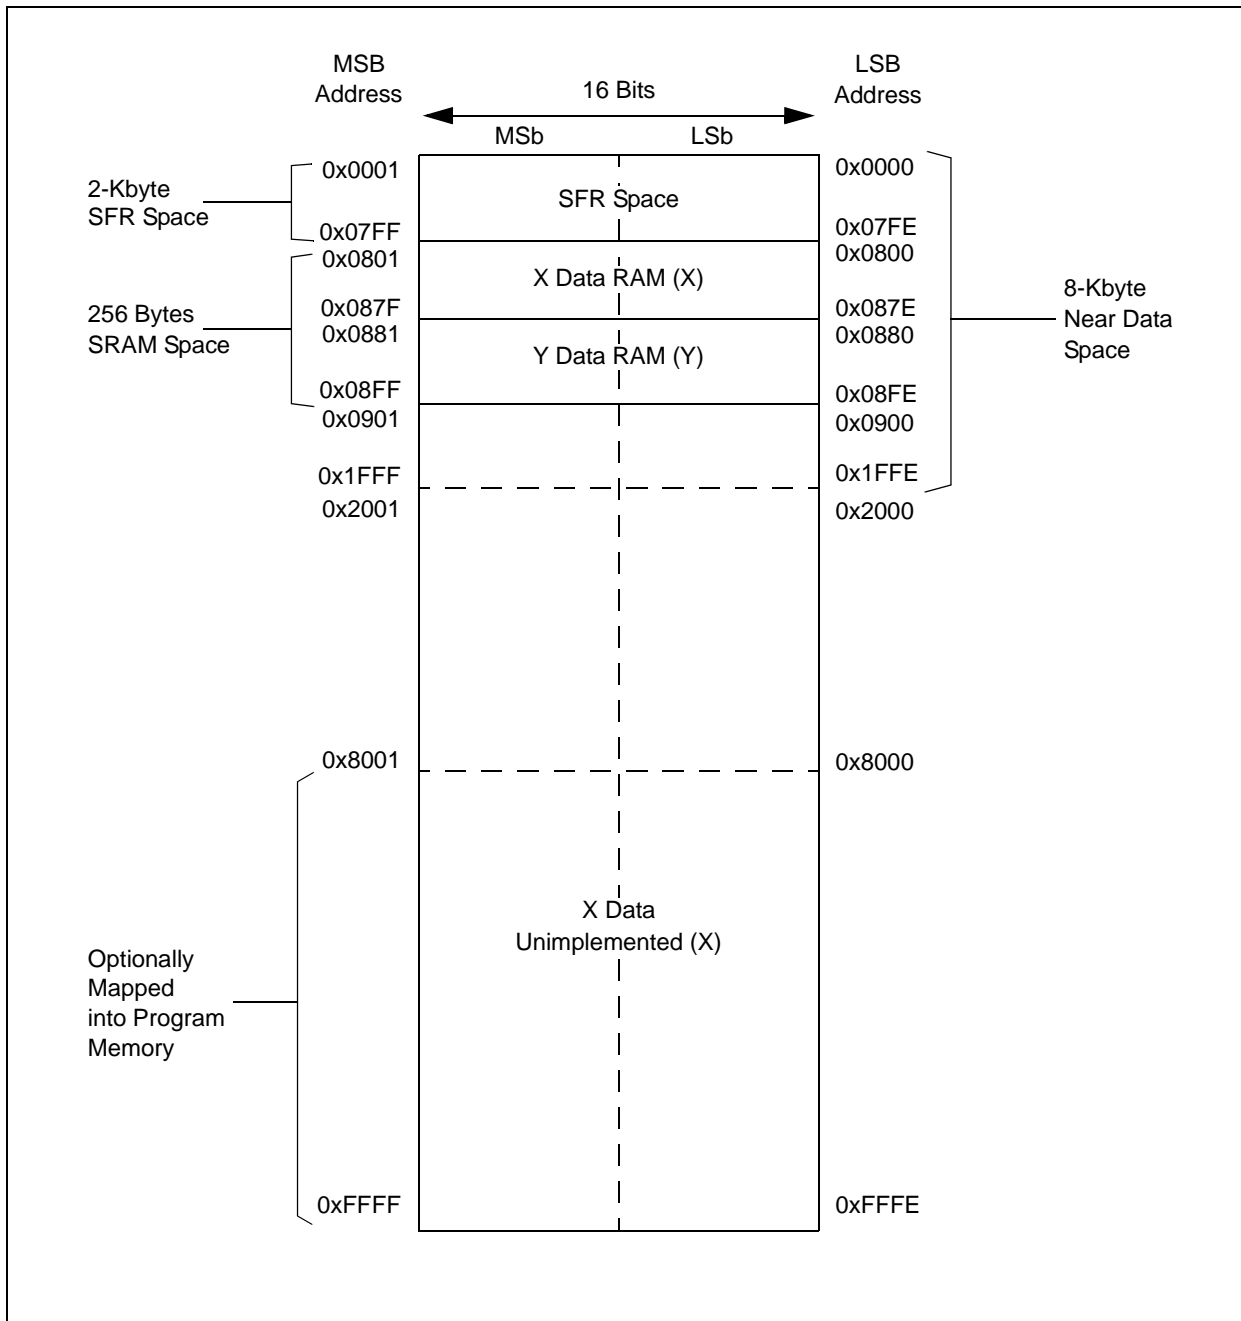 MSB
Address
LSB
Address
16 Bits
MSb
LSb
0x0001
0x0000
2-Kbyte
SFR Space
SFR Space
0x07FF
0x07FE
0x0801
0x0800
X Data RAM (X)
256 Bytes
SRAM Space
0x087F
0x087E
0x0881
0x0880
8-Kbyte
Near Data
Space
Y Data RAM (Y)
0x08FF
0x08FE
0x0901
0x0900
0x1FFF
0x1FFE
0x2001
0x2000
0x8001
0x8000
X Data
Unimplemented (X)
Optionally
Mapped
into Program
Memory
0xFFFF
0xFFFE